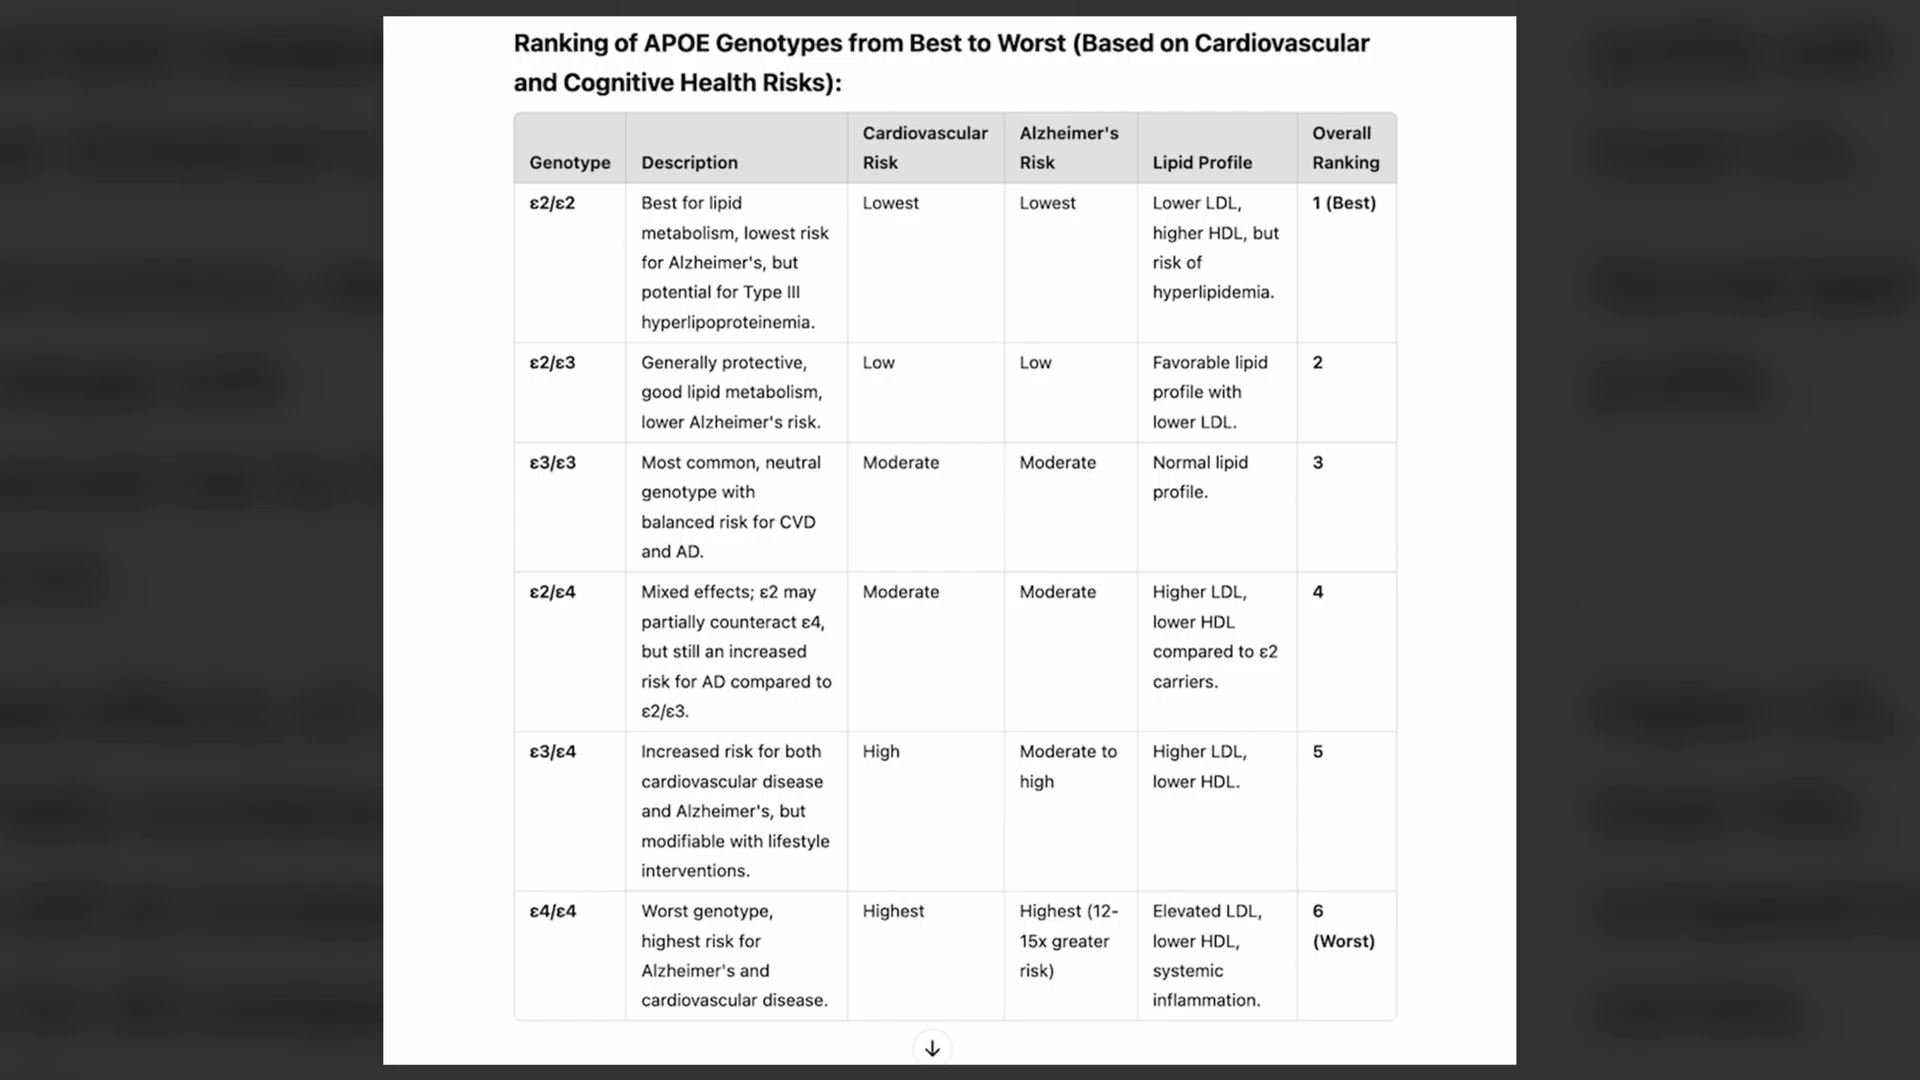 Ranking of APOE Genotypes from Best to Worst (Based on Cardiovascular
and Cognitive Health Risks):
Genotype
Description
Cardiovascular
Risk
Alzheimer's
Risk
Lipid Profile
Overall
Ranking
ε2/ε2
Best for lipid
metabolism, lowest risk
for Alzheimer's, but
potential for Type III
hyperlipoproteinemia.
Lowest
Lowest
Lower LDL,
higher HDL, but
risk of
hyperlipidemia.
1 (Best)
ε2/ε3
Generally protective,
good lipid metabolism,
lower Alzheimer's risk.
Low
Low
Favorable lipid
profile with
lower LDL.
2
ε3/ε3
Most common, neutral
genotype with
balanced risk for CVD
and AD.
Moderate
Moderate
Normal lipid
profile.
3
ε2/ε4
Mixed effects; ε2 may
partially counteract ε4,
but still an increased
risk for AD compared to
ε2/ε3.
Moderate
Moderate
Higher LDL,
lower HDL
compared to ε2
carriers.
4
ε3/ε4
Increased risk for both
cardiovascular disease
and Alzheimer's, but
modifiable with lifestyle
interventions.
High
Moderate to
high
Higher LDL,
lower HDL.
5
ε4/ε4
Worst genotype,
highest risk for
Alzheimer's and
cardiovascular disease.
Highest
Highest (12-
15x greater
risk)
Elevated LDL,
lower HDL,
systemic
inflammation.
6
(Worst)